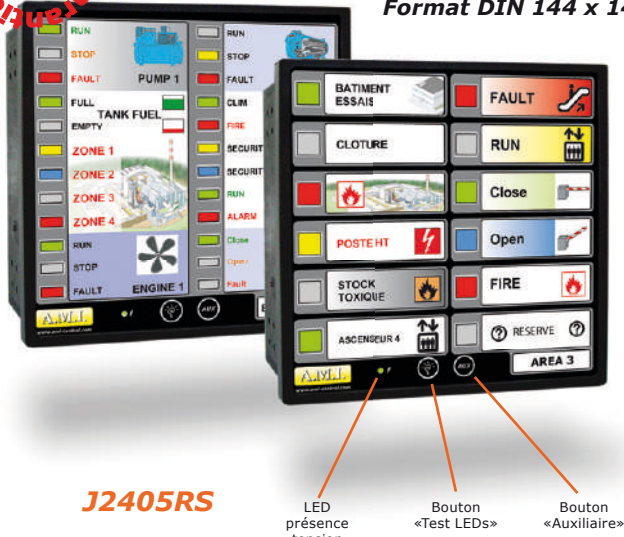 Format DIN 144 x 14
RUN
STOP
FAULT
PUMP 1
FULL
EMPTY
TANK FUEL
ZONE 1
ZONE 2
ZONE 3
ZONE 4
RUN
STOP
FAULT
ENGINE 1
RUN
STOP
FAULT
CLIM
FIRE
SECURIT
SECURIT
RUN
ALARM
Close
Open
Fault
A.M.I.
AUX
BATIMENT
ESSAIS
CLOTURE
POSTE HT
STOCK
TOXIQUE
ASCENSEUR 4
FAULT
RUN
Close
Open
FIRE
? RESERVE ?
A.M.I.
AUX
AREA 3
J2405RS
LED
présence
tension
Bouton
«Test LEDs»
Bouton
«Auxiliaire»